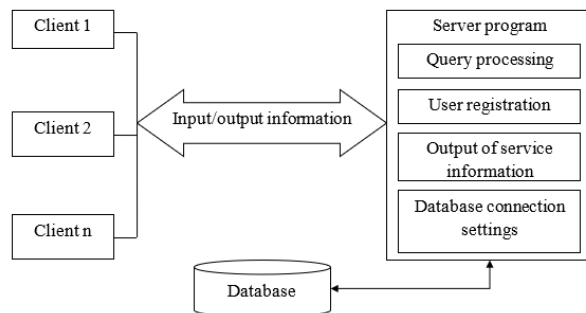 Client 1
Client 2
Client n
Input/output information
Server program
Query processing
User registration
Output of service
information
Database connection
settings
Database